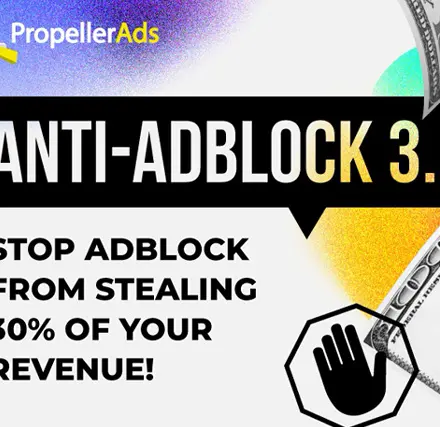 PropellerAds
ANTI-ADBLOCK 3.
STOP ADBLOCK
FROM STEALING
30% OF YOUR
REVENUE!